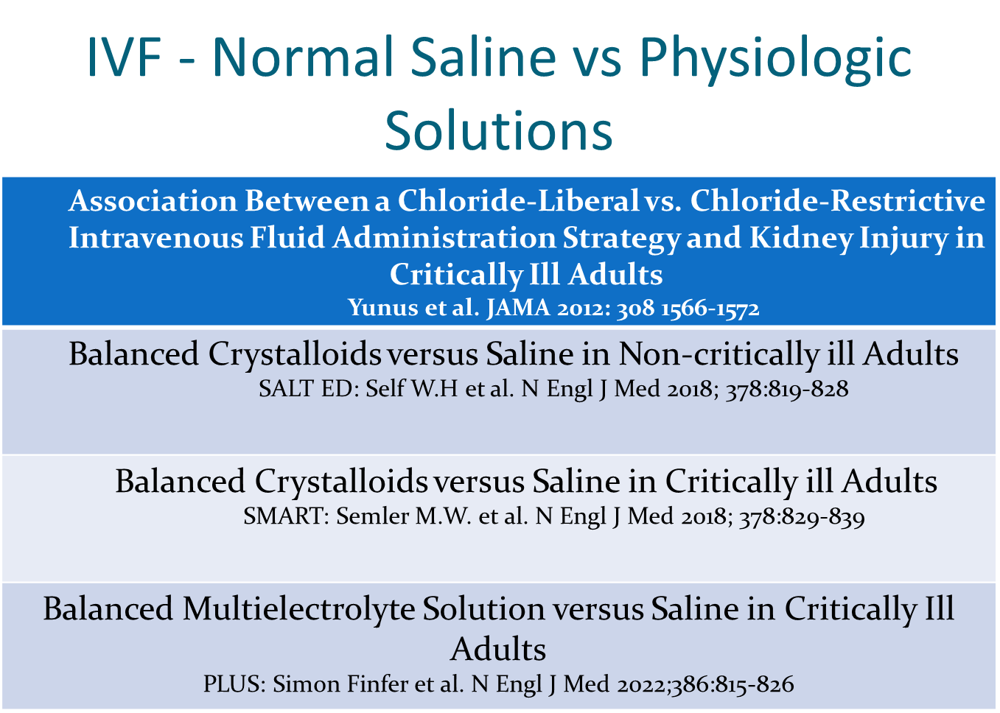 IVF - Normal Saline vs Physiologic
Solutions
Association Between a Chloride-Liberal vs. Chloride-Restrictive
Intravenous Fluid Administration Strategy and Kidney Injury in
Critically Ill Adults
Yunus et al. JAMA 2012: 308 1566-1572
Balanced Crystalloids versus Saline in Non-critically ill Adults
SALT ED: Self W.H et al. N Engl J Med 2018; 378:819-828
Balanced Crystalloids versus Saline in Critically ill Adults
SMART: Semler M.W. et al. N Engl J Med 2018; 378:829-839
Balanced Multielectrolyte Solution versus Saline in Critically Ill
Adults
PLUS: Simon Finfer et al. N Engl J Med 2022;386:815-826